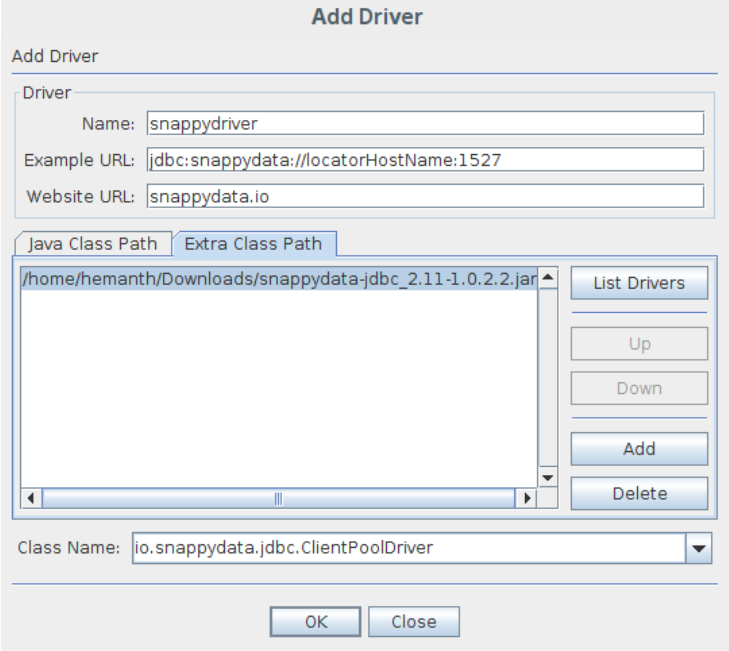 Add Driver
Add Driver
Driver
Name: snappydriver
Example URL: jdbc:snappydata://locatorHostName:1527
Website URL: snappydata.io
Java Class Path Extra Class Path
/home/hemanth/Downloads/snappydata-jdbc_2.11-1.0.2.2.jar
List Drivers
Up
Down
Add
Delete
Class Name: io.snappydata.jdbc.ClientPoolDriver
OK Close